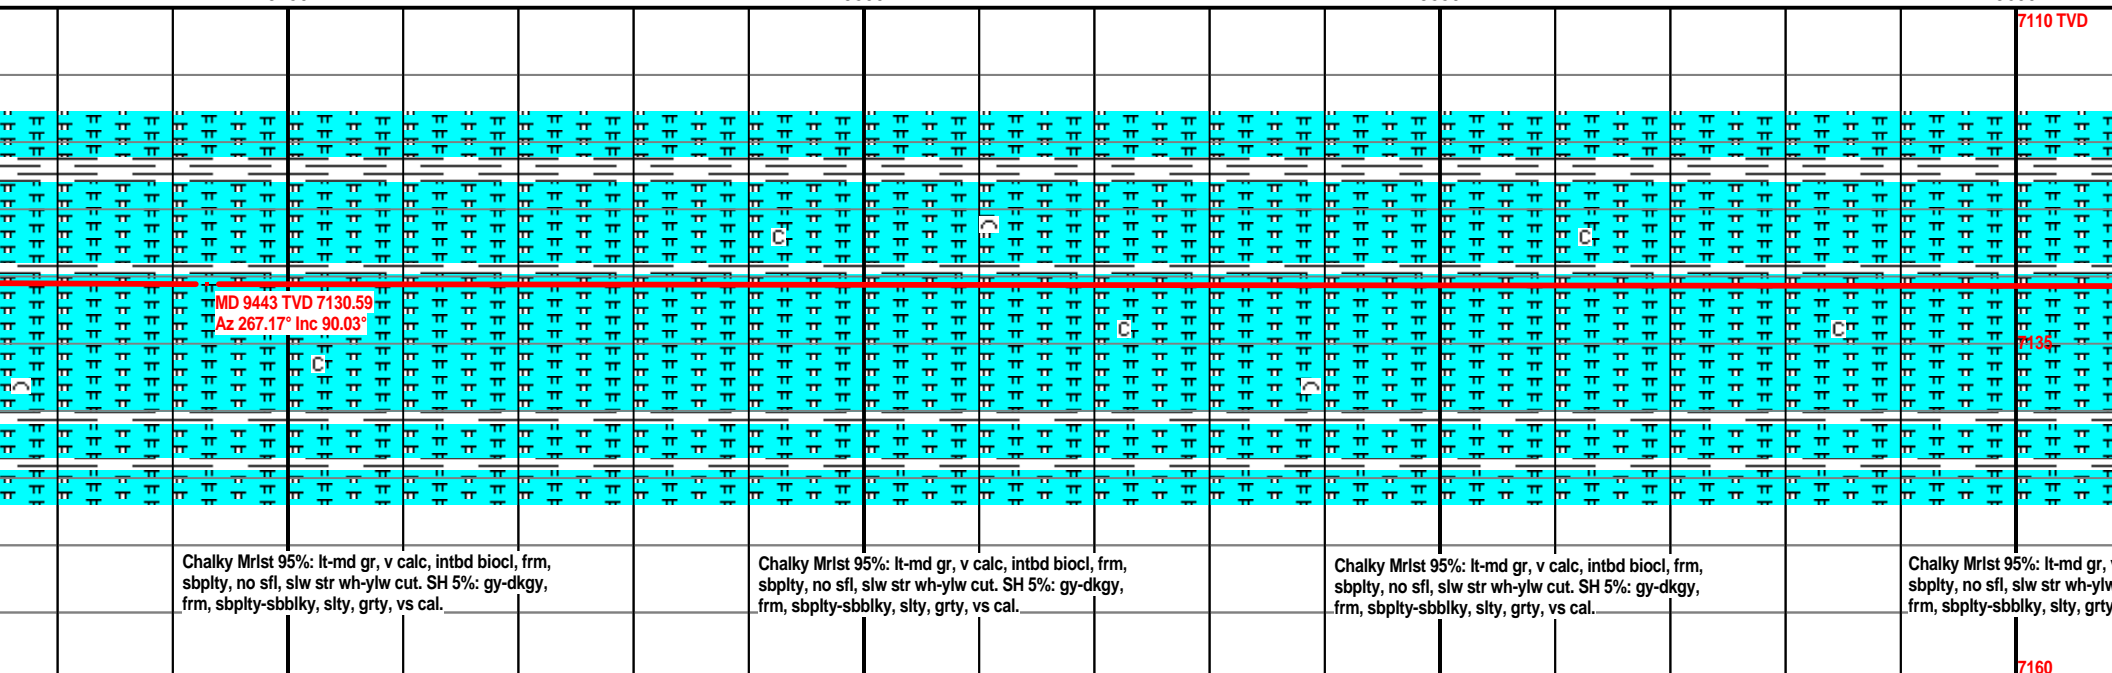 7110 TVD
C
C
MD 9443 TVD 7130.59
Az 267.17° Inc 90.03°
C
C
7135
C
Chalky Mrlst 95%: lt-md gr, v calc, intbd biocl, frm,
sbplty, no sfl, slw str wh-ylw cut. SH 5%: gy-dkgy,
frm, sbplty-sbblky, slty, grty, vs cal.
Chalky Mrlst 95%: lt-md gr, v calc, intbd biocl, frm,
sbplty, no sfl, slw str wh-ylw cut. SH 5%: gy-dkgy,
frm, sbplty-sbblky, slty, grty, vs cal.
Chalky Mrlst 95%: lt-md gr, v calc, intbd biocl, frm,
sbplty, no sfl, slw str wh-ylw cut. SH 5%: gy-dkgy,
frm, sbplty-sbblky, slty, grty, vs cal.
Chalky Mrlst 95%: lt-md gr,
sbplty, no sfl, slw str wh-ylw
frm, sbplty-sbblky, slty, grty
7160